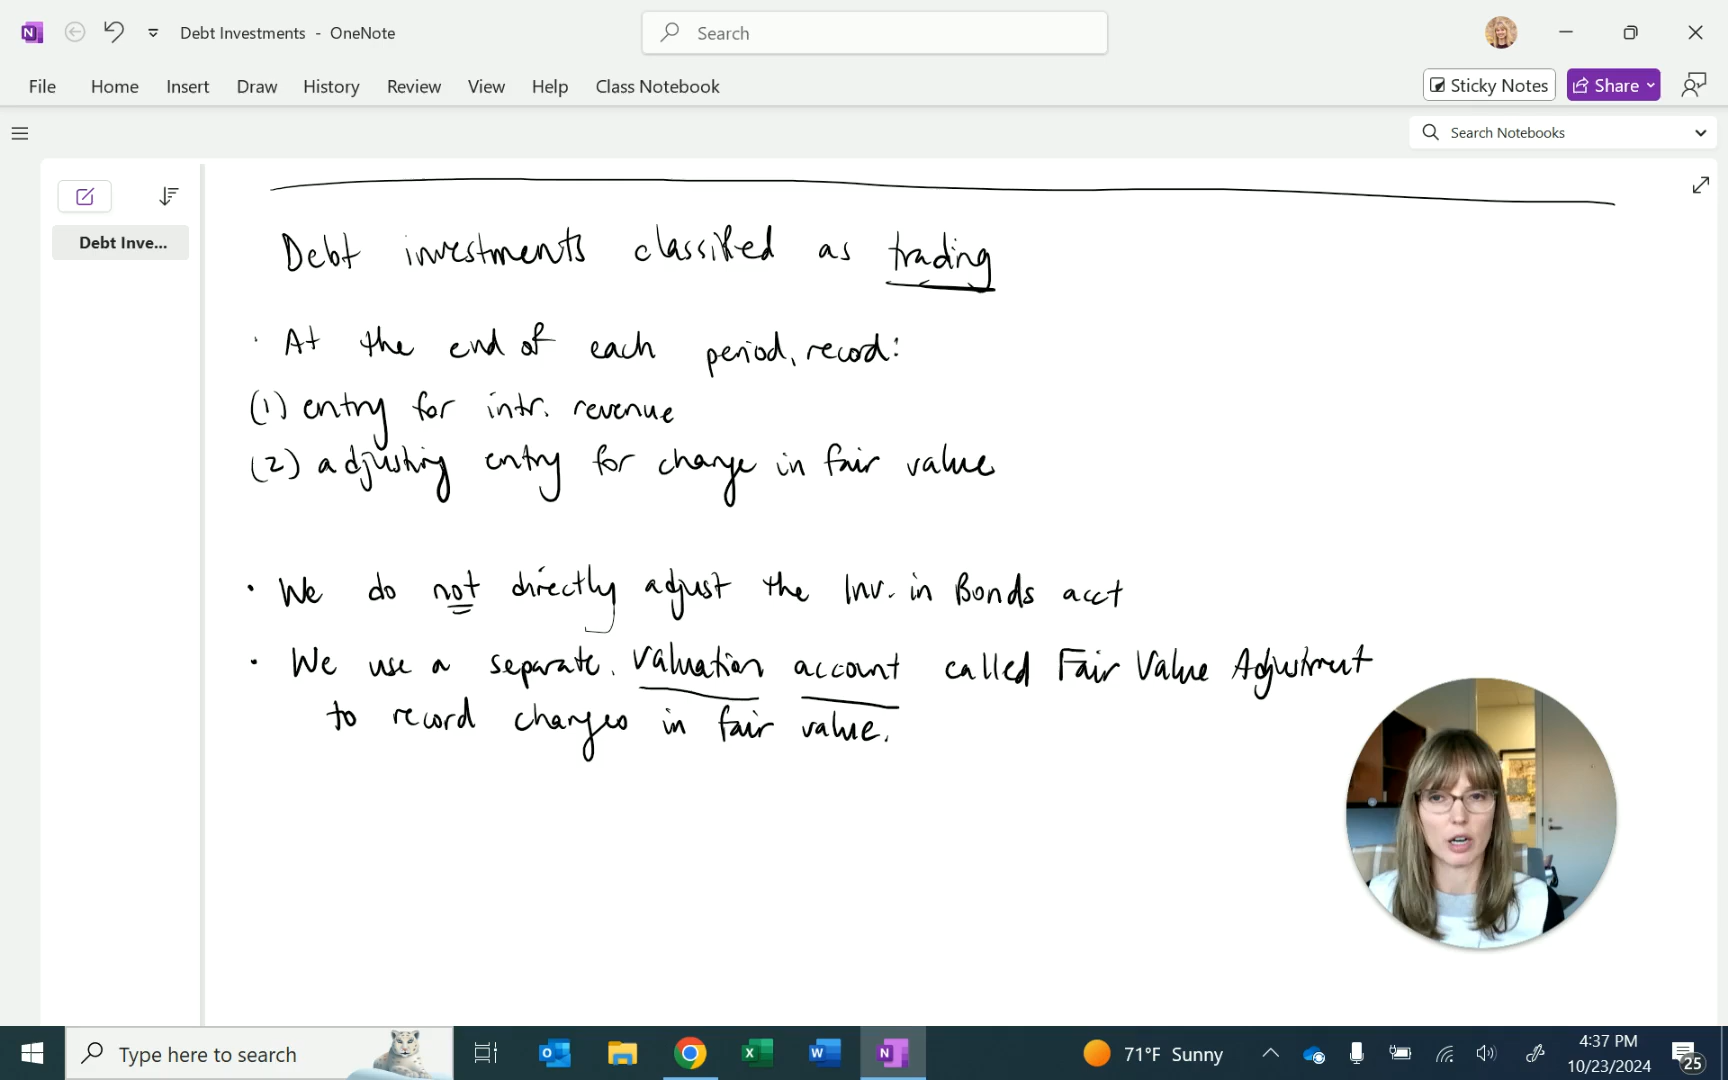 Debt Investments - OneNote
Search
File Home Insert Draw History Review View Help Class Notebook
Sticky Notes Share
Search Notebooks
Debt Inve...
Debt investments classified as trading
· At the end of each period, record:
(1) entry for intr. revenue
(2) adjusting entry for change in fair value
· We do not directly adjust the Inv. in Bonds acct
· We use a separate valuation account called Fair Value Adjustment
to record changes in fair value.
Type here to search
71°F Sunny
4:37 PM
10/23/2024
25